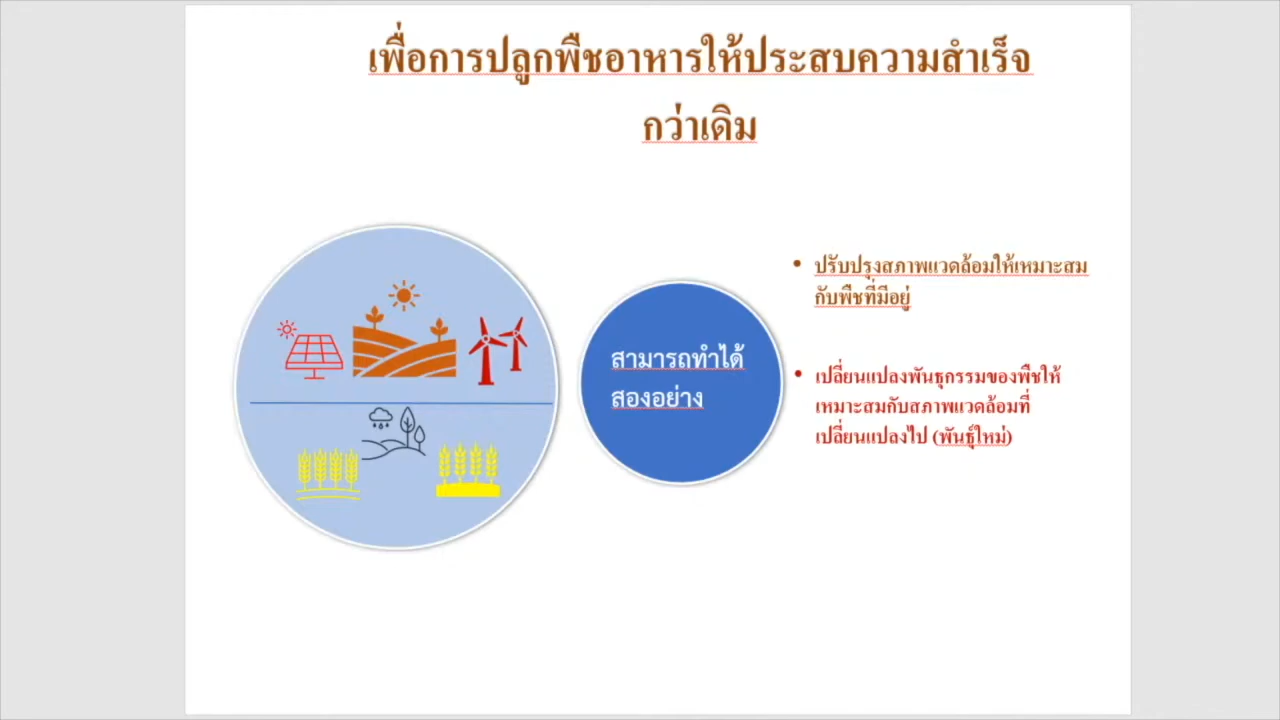 เพื่อการปลูกพืชอาหารให้ประสบความสำเร็จ
กว่าเดิม
สามารถทำได้
สองอย่าง
• ปรับปรุงสภาพแวดล้อมให้เหมาะสม
กับพืชที่มีอยู่
• เปลี่ยนแปลงพันธุกรรมของพืชให้
เหมาะสมกับสภาพแวดล้อมที่
เปลี่ยนแปลงไป (พันธุ์ใหม่)